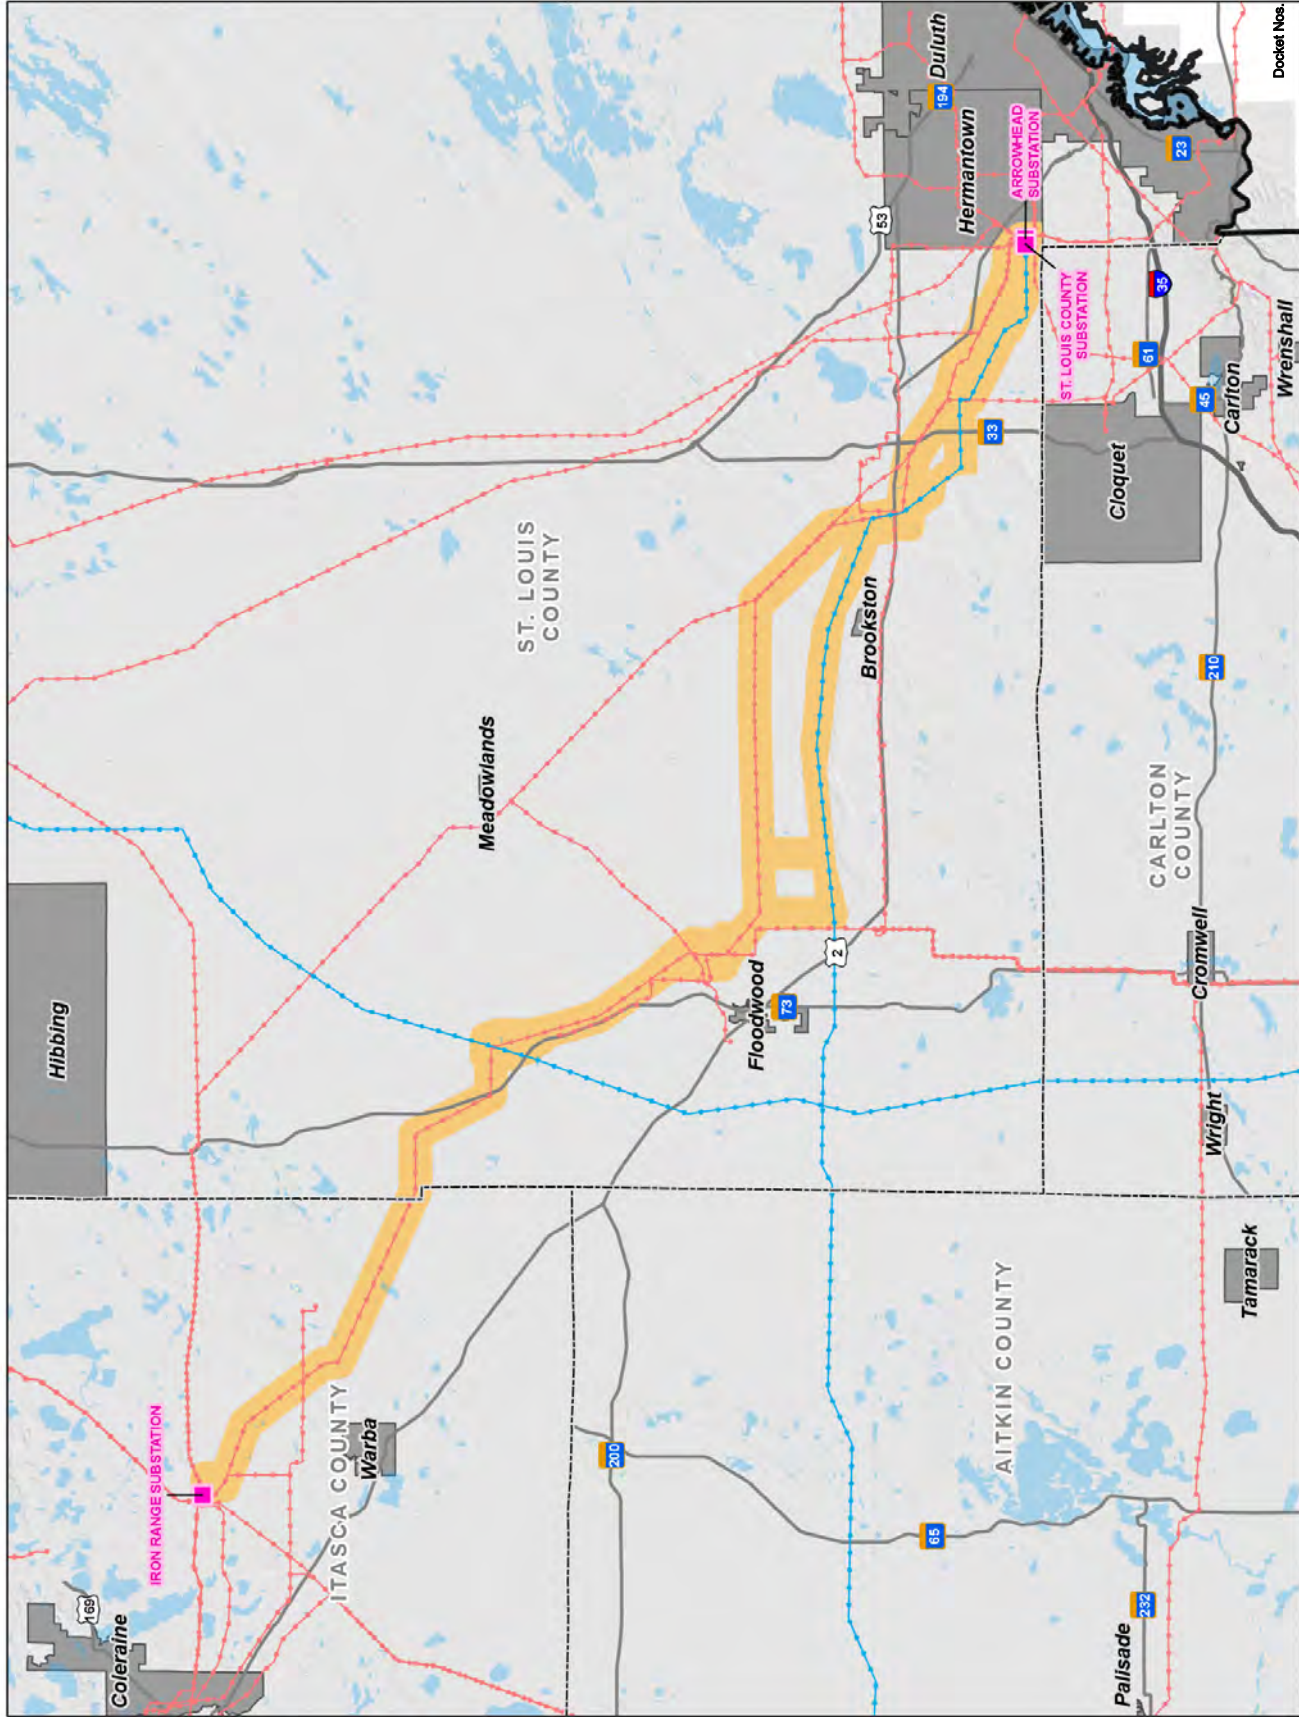 Hibbing
169
Coleraine
IRON RANGE SUBSTATION
ITASCA COUNTY
Warba
Meadowlands
ST. LOUIS
COUNTY
200
Floodwood
73
2
Brookston
53
65
Duluth
194
Hermantown
33
AITKIN COUNTY
ARROWHEAD
SUBSTATION
ST. LOUIS COUNTY
SUBSTATION
Cloquet
Palisade
232
61
CARLTON
COUNTY
35
23
Cromwell
45
Wright
210
Carlton
Tamarack
Wrenshall
Docket Nos.